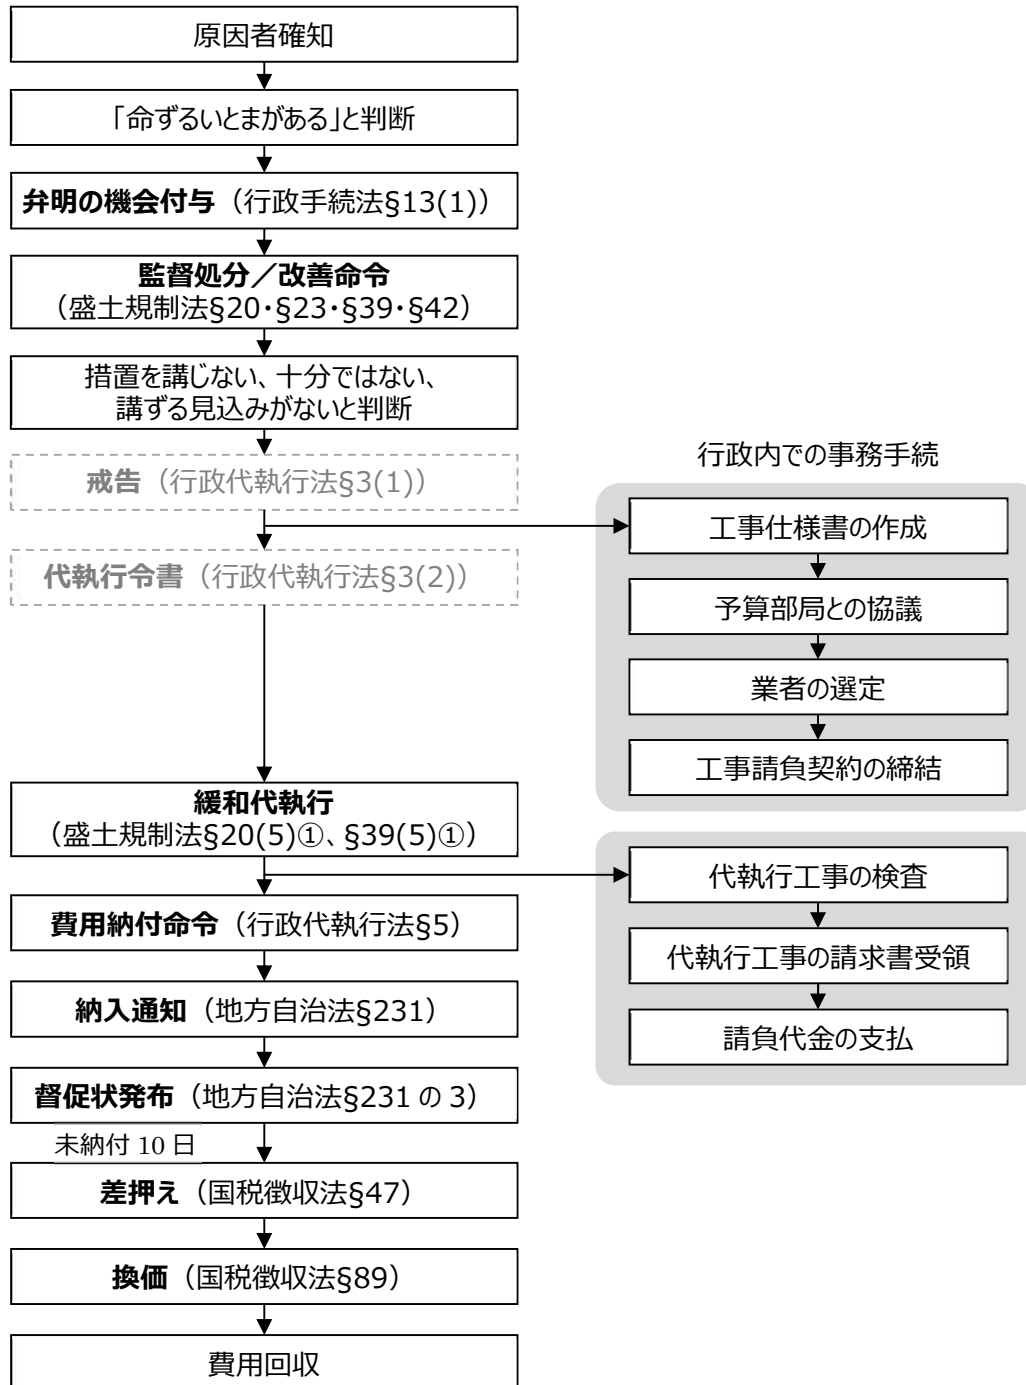 原因者確知
「命ずるいとまがある」と判断
弁明の機会付与（行政手続法§13(1)）
監督処分／改善命令
（盛土規制法§20・§23・§39・§42）
措置を講じない、十分ではない、
講ずる見込みがないと判断
戒告（行政代執行法§3(1)）
代執行令書（行政代執行法§3(2)）
緩和代執行
（盛土規制法§20(5)①、§39(5)①）
費用納付命令（行政代執行法§5）
納入通知（地方自治法§231）
督促状発布（地方自治法§231 の 3）
未納付 10 日
差押え（国税徴収法§47）
換価（国税徴収法§89）
費用回収
行政内での事務手続
工事仕様書の作成
予算部局との協議
業者の選定
工事請負契約の締結
代執行工事の検査
代執行工事の請求書受領
請負代金の支払